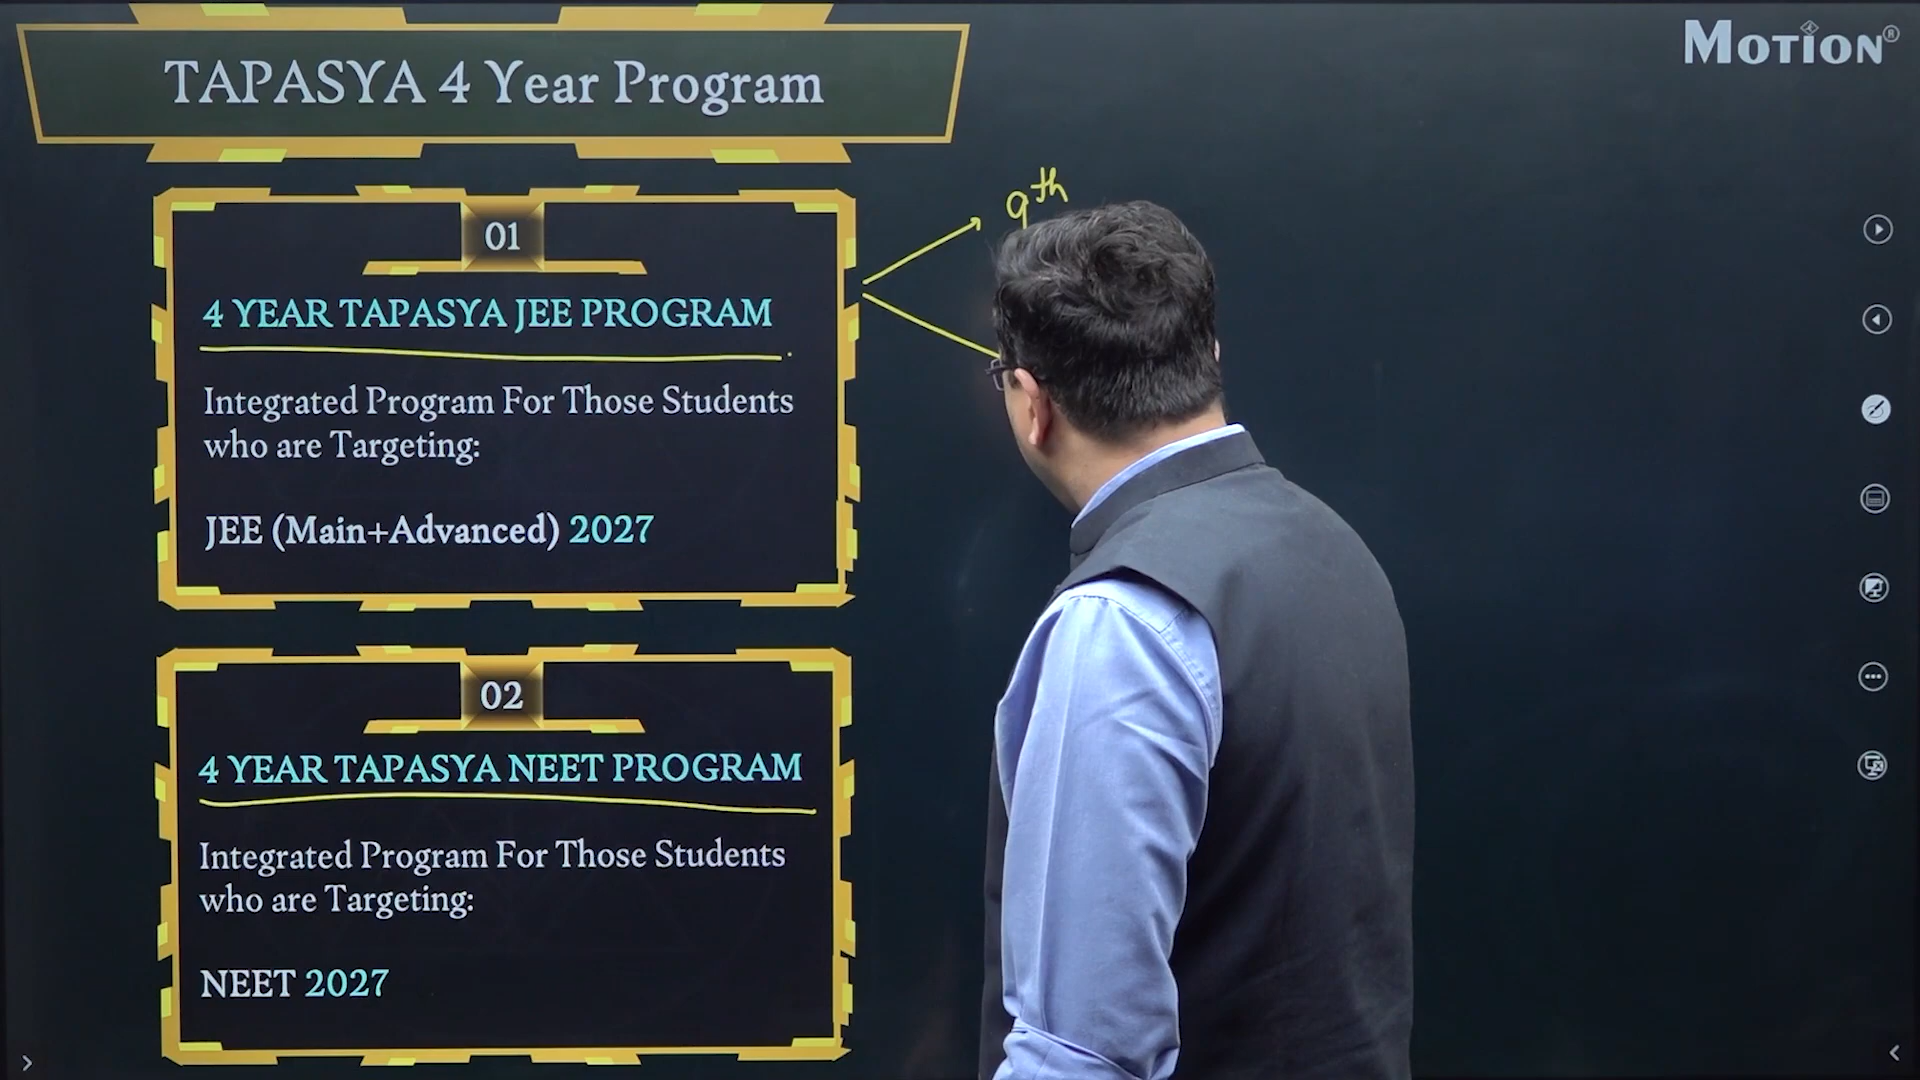 TAPASYA 4 Year Program
MOTION®
9th
01
4 YEAR TAPASYA JEE PROGRAM
Integrated Program For Those Students
who are Targeting:
JEE (Main+Advanced) 2027
02
4 YEAR TAPASYA NEET PROGRAM
Integrated Program For Those Students
who are Targeting:
NEET 2027